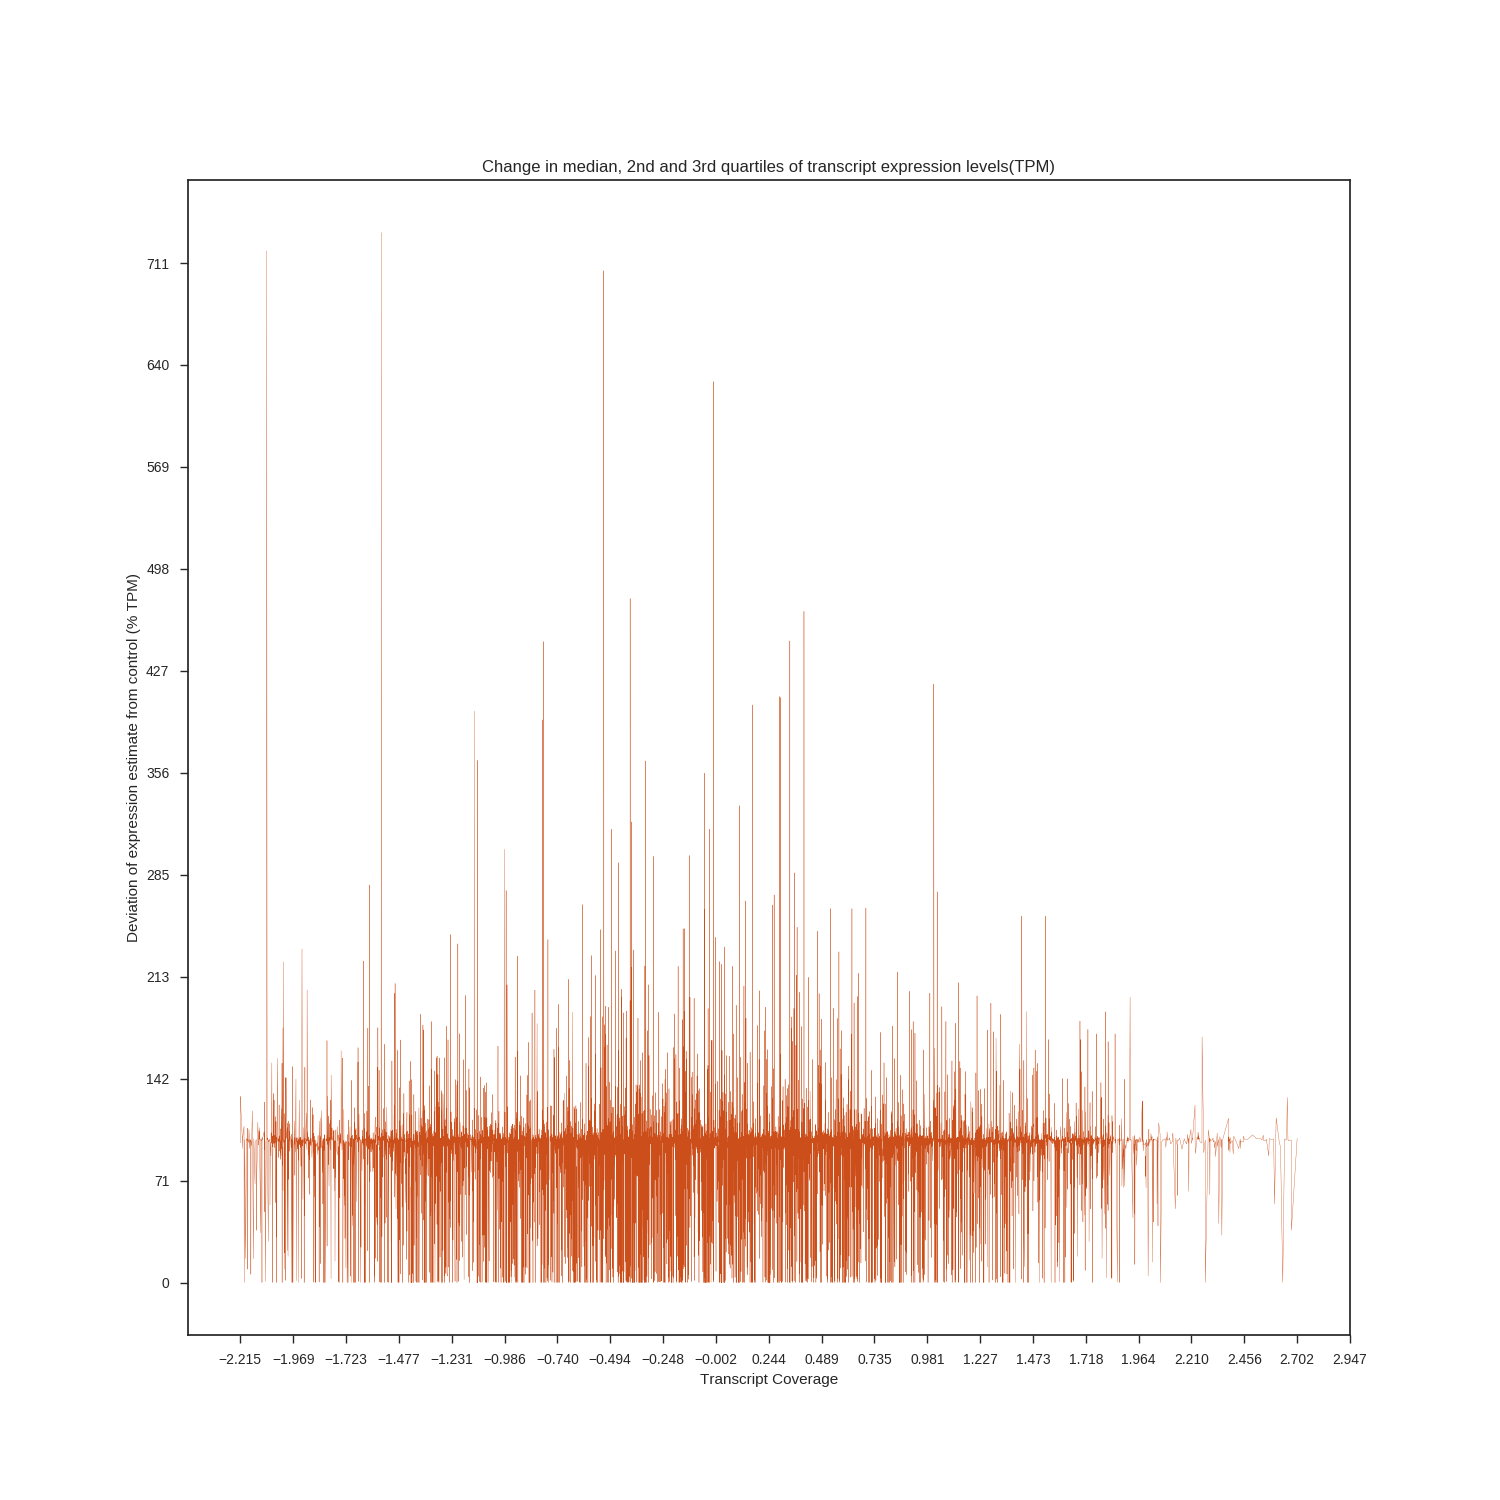 Change in median, 2nd and 3rd quartiles of transcript expression levels(TPM)
Deviation of expression estimate from control (% TPM)
711
640
569
498
427
356
285
213
142
71
0
−2.215 −1.969 −1.723 −1.477 −1.231 −0.986 −0.740 −0.494 −0.248 −0.002 0.244 0.489 0.735 0.981 1.227 1.473 1.718 1.964 2.210 2.456 2.702 2.947
Transcript Coverage